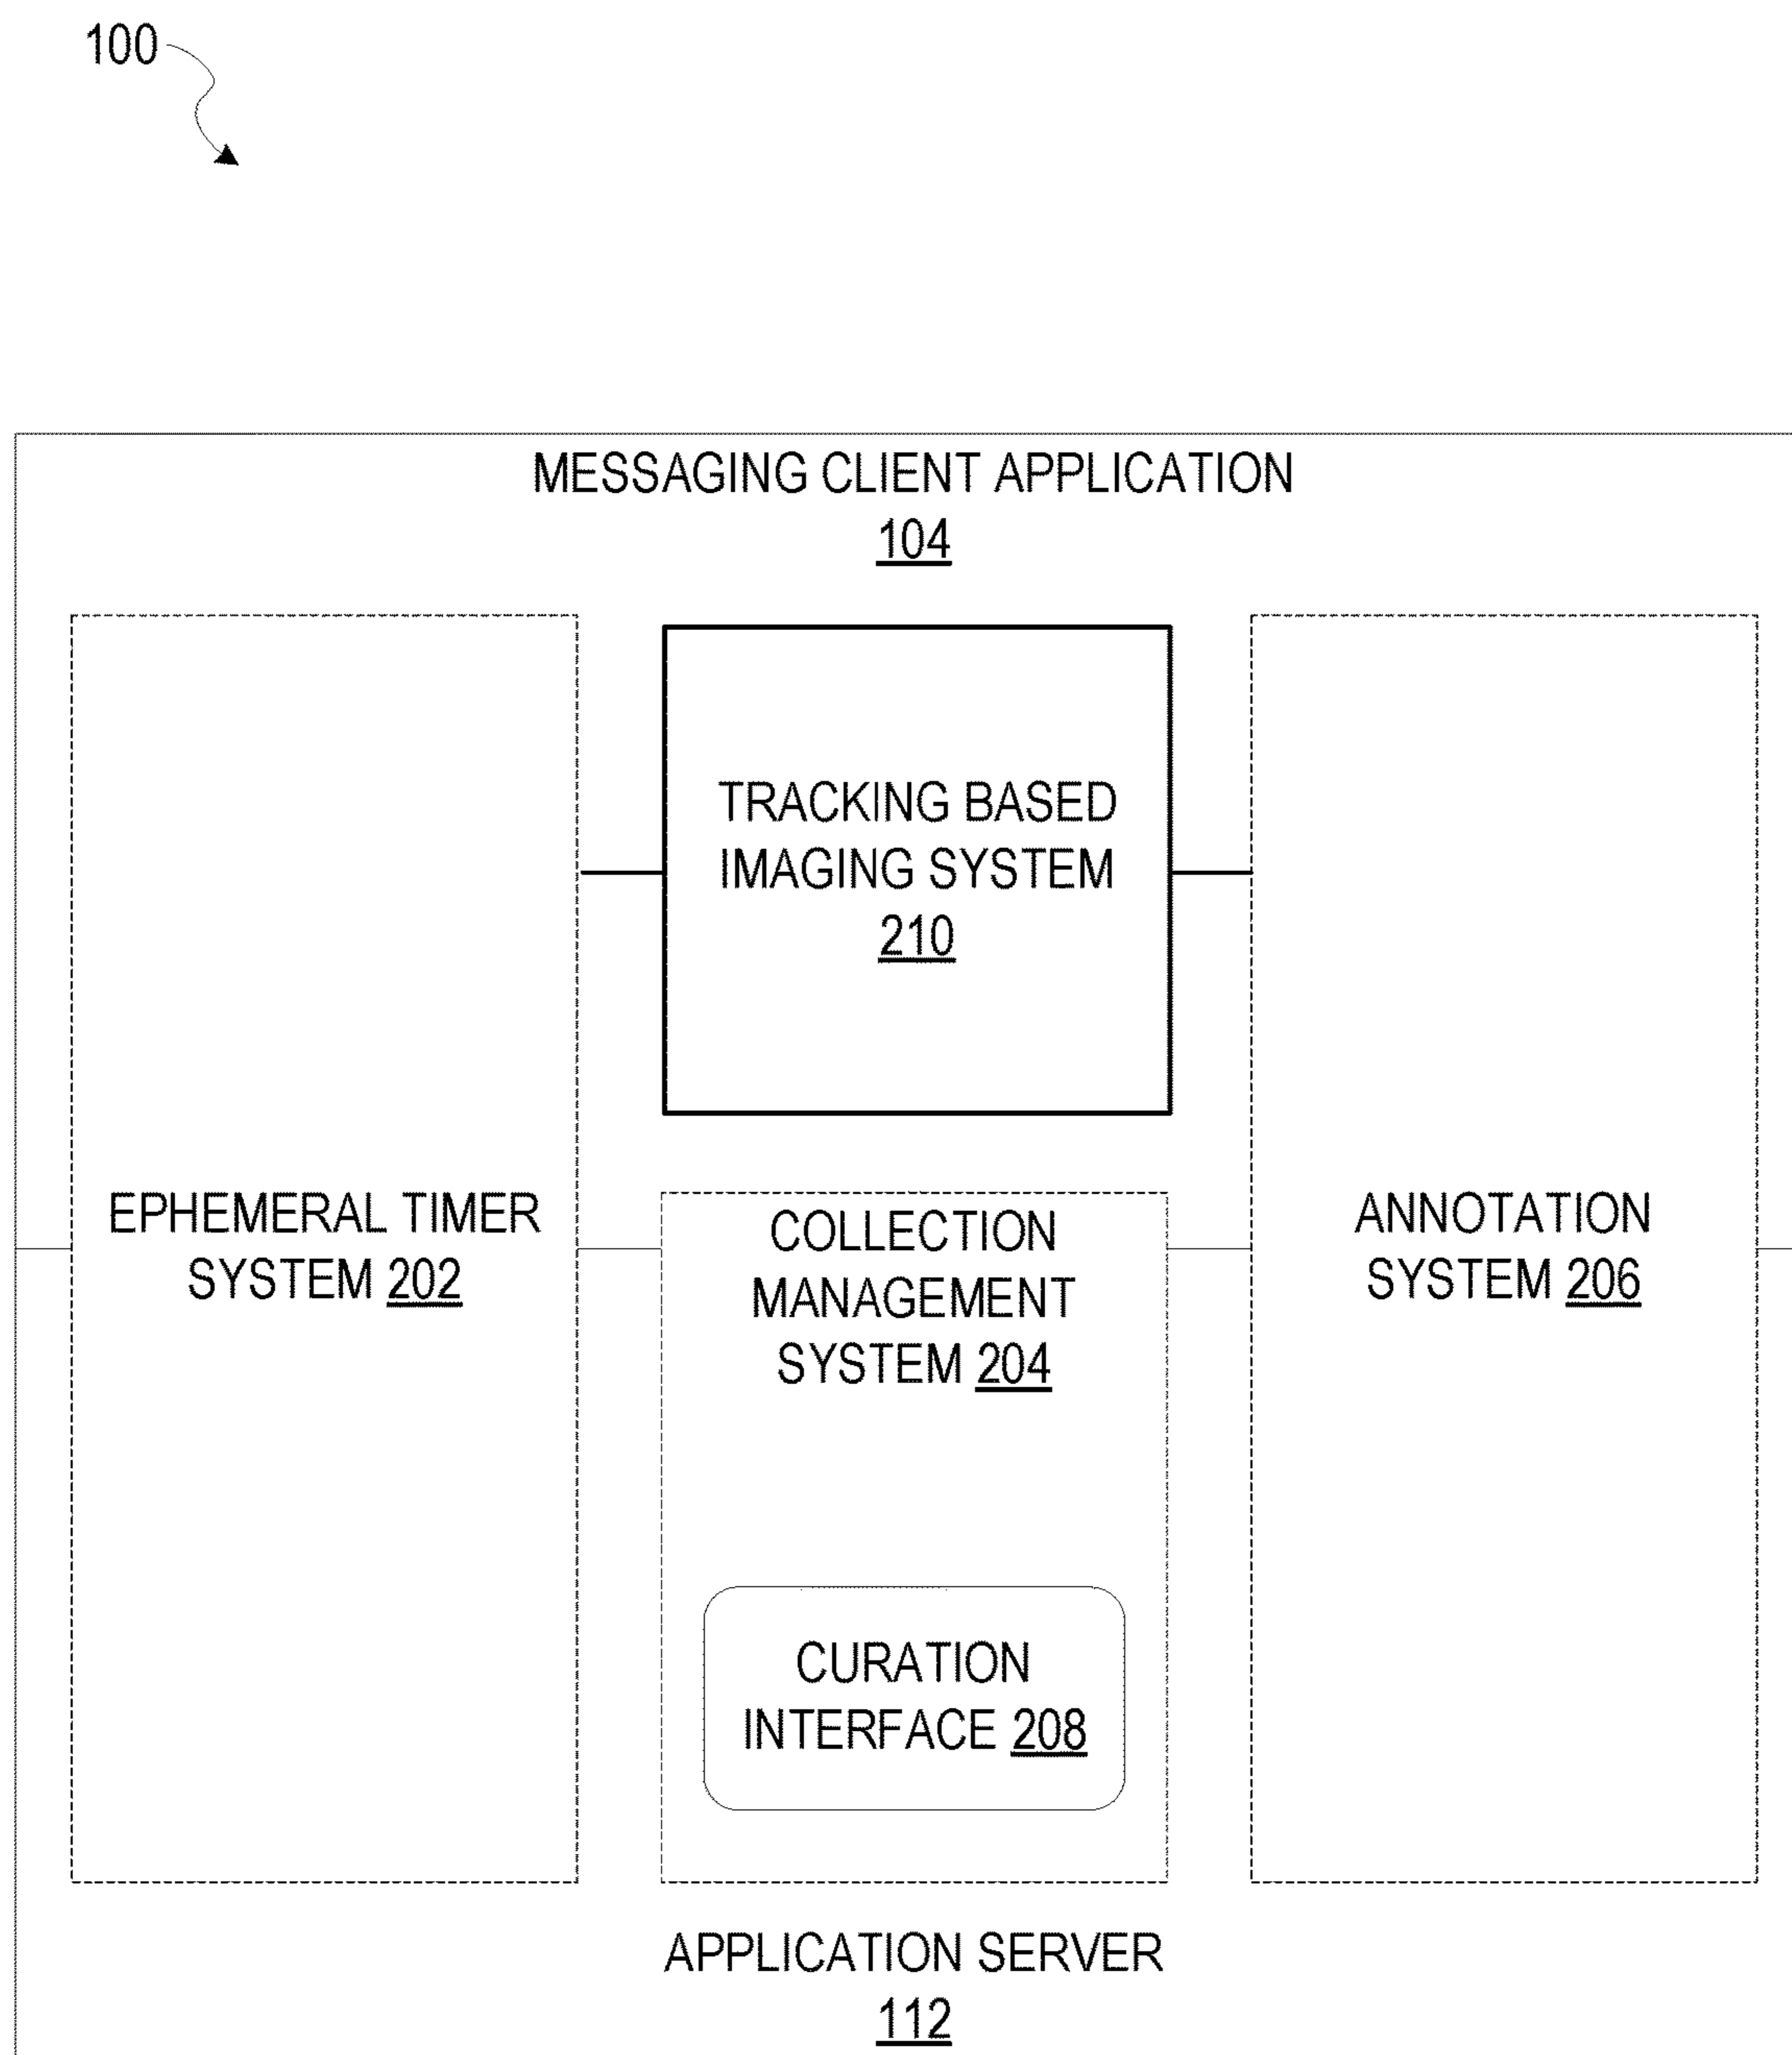 100
MESSAGING CLIENT APPLICATION
104
TRACKING BASED
IMAGING SYSTEM
210
EPHEMERAL TIMER
SYSTEM 202
COLLECTION
MANAGEMENT
SYSTEM 204
ANNOTATION
SYSTEM 206
CURATION
INTERFACE 208
APPLICATION SERVER
112